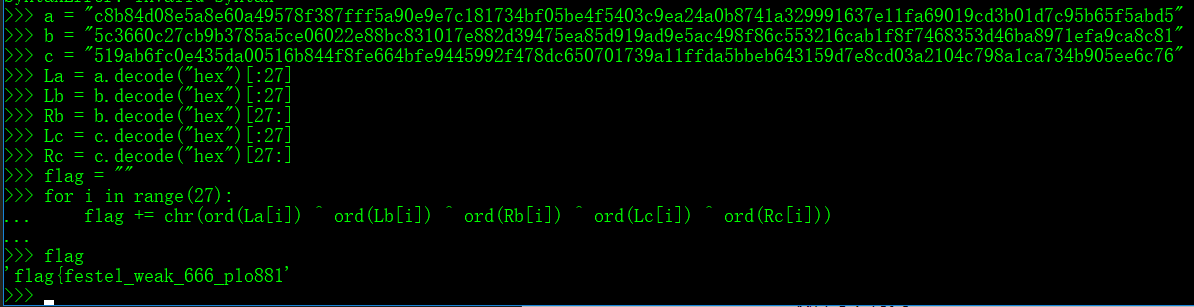 SyntaxError: invalid syntax
>>> a = "c8b84d08e5a8e60a49578f387fff5a90e9e7c181734bf05be4f5403c9ea24a0b8741a329991637e11fa69019cd3b01d7c95b65f5abd5"
>>> b = "5c3660c27cb9b3785a5ce06022e88bc831017e882d39475ea85d919ad9e5ac498f86c553216cab1f8f7468353d46ba8971efa9ca8c81"
>>> c = "519ab6fc0e435da00516b844f8fe664bfe9445992f478dc650701739a11ffda5bbeb643159d7e8cd03a2104c798a1ca734b905ee6c76"
>>> La = a.decode("hex")[:27]
>>> Lb = b.decode("hex")[:27]
>>> Rb = b.decode("hex")[27:]
>>> Lc = c.decode("hex")[:27]
>>> Rc = c.decode("hex")[27:]
>>> flag = ""
>>> for i in range(27):
...     flag += chr(ord(La[i]) ^ ord(Lb[i]) ^ ord(Rb[i]) ^ ord(Lc[i]) ^ ord(Rc[i]))
...
>>> flag
'flag{festel_weak_666_plo881'
>>>